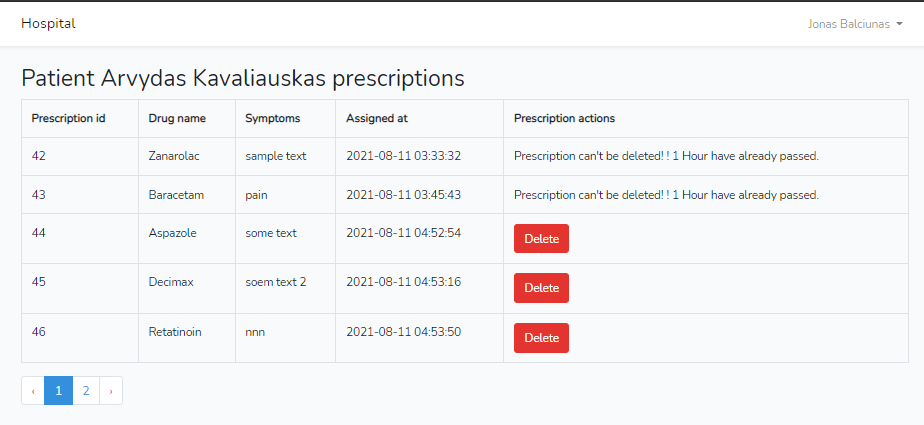 Hospital
Jonas Balciunas
Patient Arvydas Kavaliauskas prescriptions
Prescription id Drug name Symptoms Assigned at Prescription actions
42 Zanarolac sample text 2021-08-11 03:33:32 Prescription can't be deleted! ! 1 Hour have already passed.
43 Baracetam pain 2021-08-11 03:45:43 Prescription can't be deleted! ! 1 Hour have already passed.
44 Aspazole some text 2021-08-11 04:52:54 Delete
45 Decimax soem text 2 2021-08-11 04:53:16 Delete
46 Retatinoin nnn 2021-08-11 04:53:50 Delete
‹ 1 2 ›